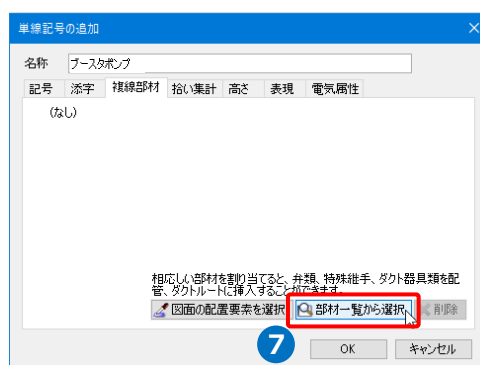 単線記号の追加
名称 ブースタポンプ
記号 添字 複線部材 拾い集計 高さ 表現 電気属性
(なし)
相応しい部材を割り当てると、弁類、特殊継手、ダクト器具類を配
管、ダクトルートに挿入することができます。
図面の配置要素を選択 部材一覧から選択 削除
7
OK キャンセル